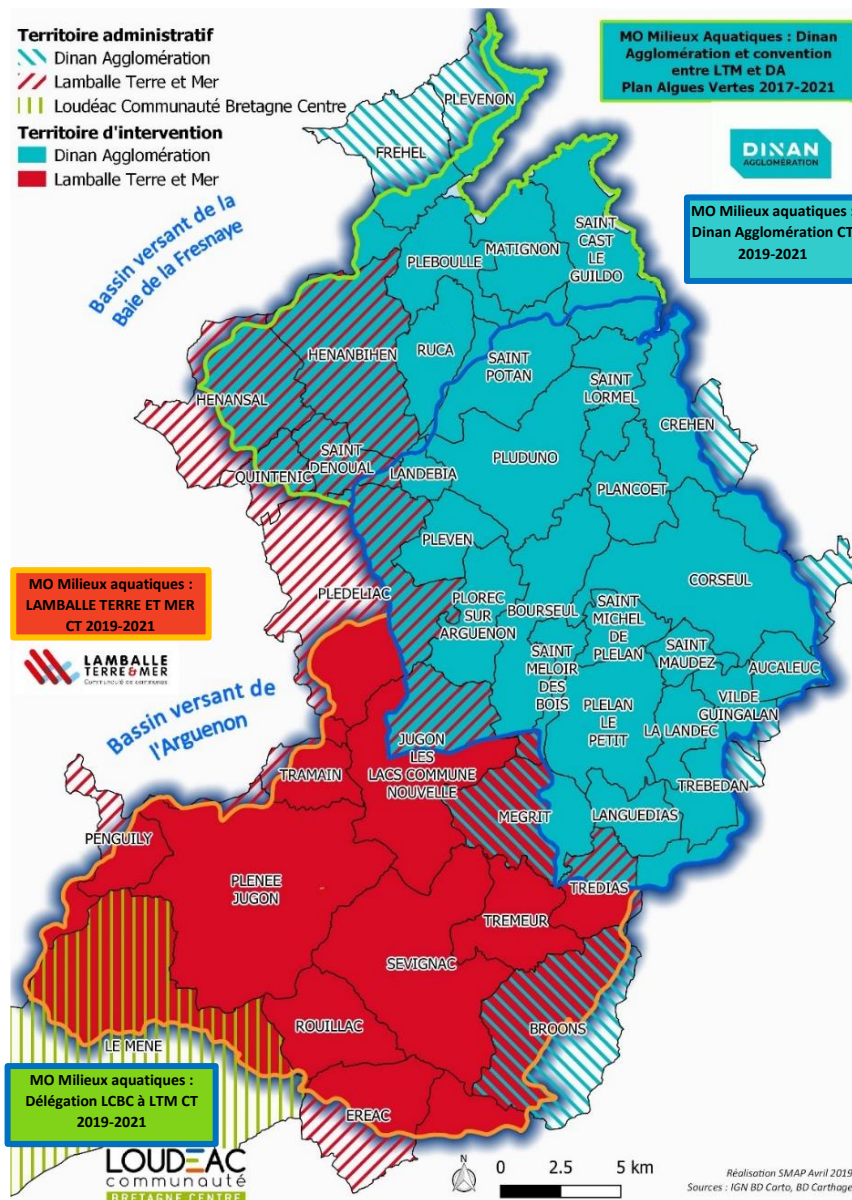 Territoire administratif
Dinan Agglomération
Lamballe Terre et Mer
Loudéac Communauté Bretagne Centre
Territoire d'intervention
Dinan Agglomération
Lamballe Terre et Mer
MO Milieux Aquatiques : Dinan
Agglomération et convention
entre LTM et DA
Plan Algues Vertes 2017-2021
DINAN
AGGLOMÉRATION
MO Milieux aquatiques :
Dinan Agglomération CT
2019-2021
Bassin versant de la
Baie de la Fresnaye
PLEVENON
FREHEL
SAINT
CAST
LE
GUILDO
MATIGNON
PLEBOULLE
HENANBIHEN
RUCA
SAINT
POTAN
HENANSAL
SAINT
LORMEL
CREHEN
SAINT
DENOUAL
QUINTENIC
LANDEBIA
PLUDUNO
PLANCOET
PLEVEN
CORSEUL
PLEDELIAC
PLOREC
SUR
ARGUENON
BOURSEUL
SAINT
MICHEL
DE
PLELAN
SAINT
MELOIR
DES
BOIS
SAINT
MAUDEZ
AUCALEUC
PLELAN
LE
PETIT
VILDE
GUINGALAN
LA LANDEC
TREBEDAN
LANGUEDIAS
MO Milieux aquatiques :
LAMBALLE TERRE ET MER
CT 2019-2021
LAMBALLE
TERRE&MER
Communauté de communes
Bassin versant de
l'Arguenon
JUGON
LES
LACS COMMUNE
NOUVELLE
TRAMAIN
MEGRIT
PENGUILY
TREDIAS
PLENEE
JUGON
TREMEUR
SEVIGNAC
ROUILLAC
BROONS
LE MENE
EREAC
MO Milieux aquatiques :
Délégation LCBC à LTM CT
2019-2021
LOUDEAC
communauté
BRETAGNE CENTRE
N
0 2.5 5 km
Réalisation SMAP Avril 2019
Sources : IGN BD Carto, BD Carthage